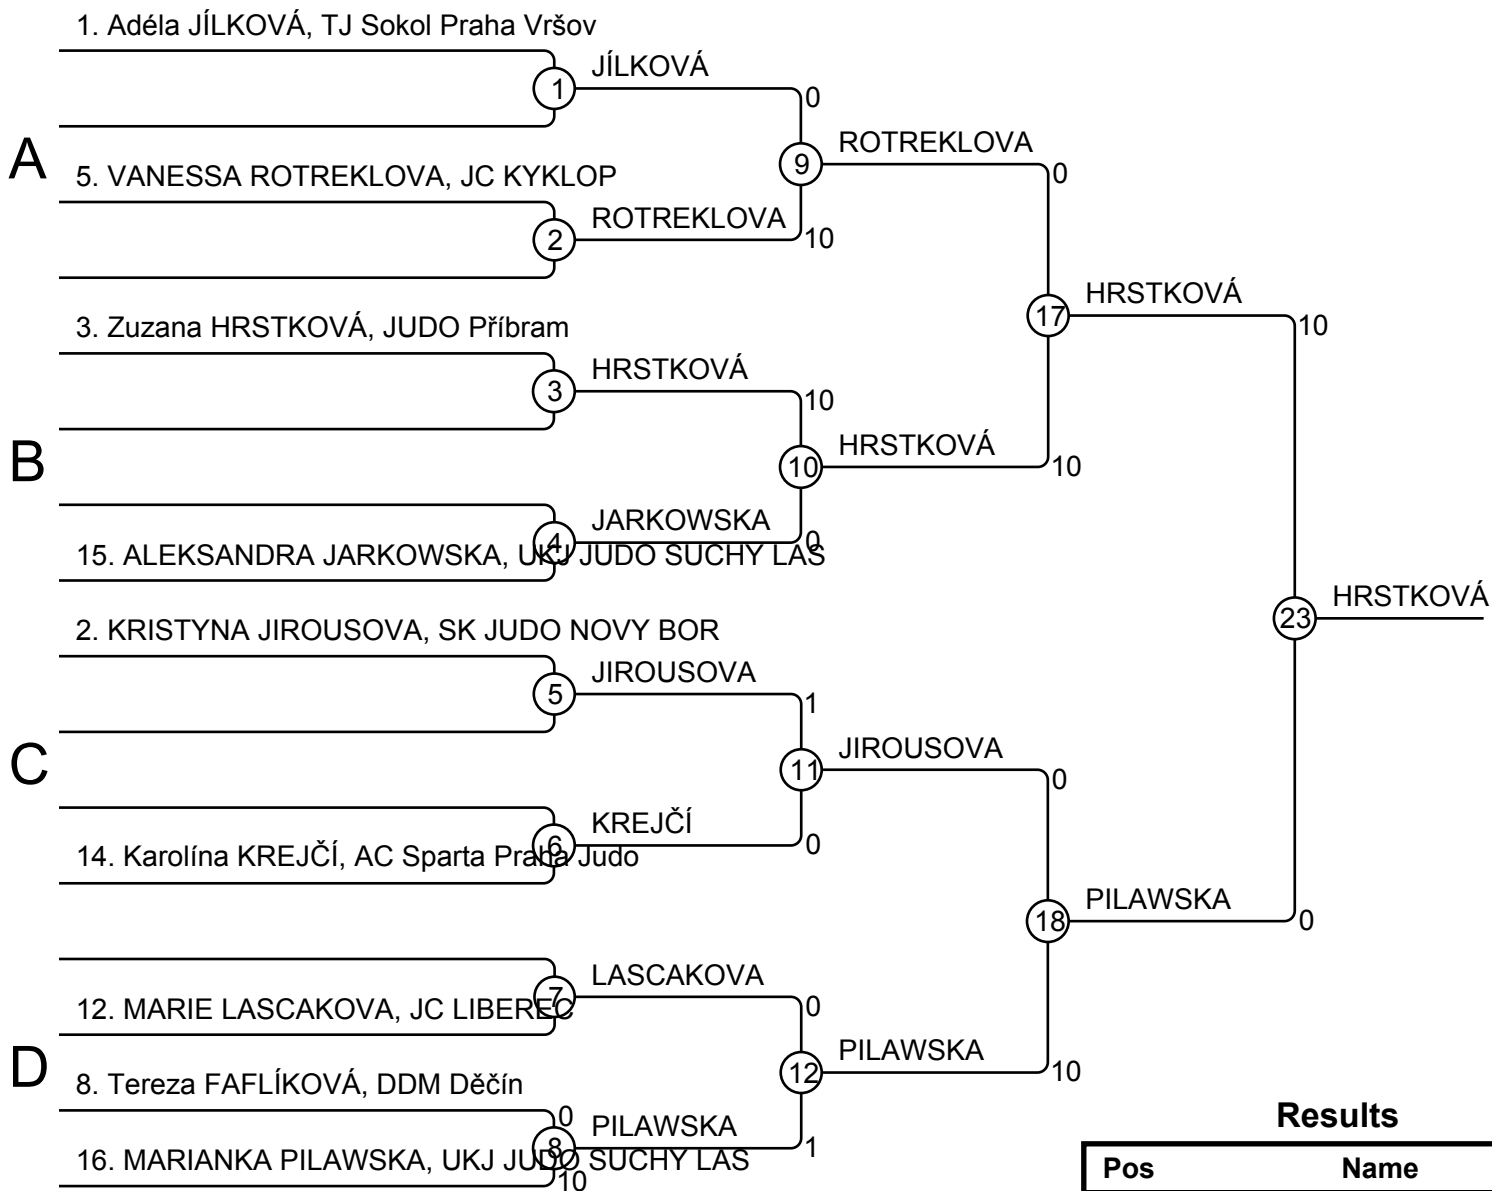 1. Adéla JÍLKOVÁ, TJ Sokol Praha Vršov
1
JÍLKOVÁ
0
A
5. VANESSA ROTREKLOVA, JC KYKLOP
2
ROTREKLOVA
10
9
ROTREKLOVA
0
3. Zuzana HRSTKOVÁ, JUDO Příbram
3
HRSTKOVÁ
10
17
HRSTKOVÁ
10
B
10
HRSTKOVÁ
10
4
JARKOWSKA
0
15. ALEKSANDRA JARKOWSKA, UKJ JUDO SUCHY LAS
23
HRSTKOVÁ
2. KRISTYNA JIROUSOVA, SK JUDO NOVY BOR
5
JIROUSOVA
1
C
11
JIROUSOVA
0
6
KREJČÍ
0
14. Karolína KREJČÍ, AC Sparta Praha Judo
18
PILAWSKA
0
7
LASCAKOVA
0
12. MARIE LASCAKOVA, JC LIBEREC
D
12
PILAWSKA
10
8. Tereza FAFLÍKOVÁ, DDM Děčín
0
8
PILAWSKA
1
16. MARIANKA PILAWSKA, UKJ JUDO SUCHY LAS
10
Results
Pos Name